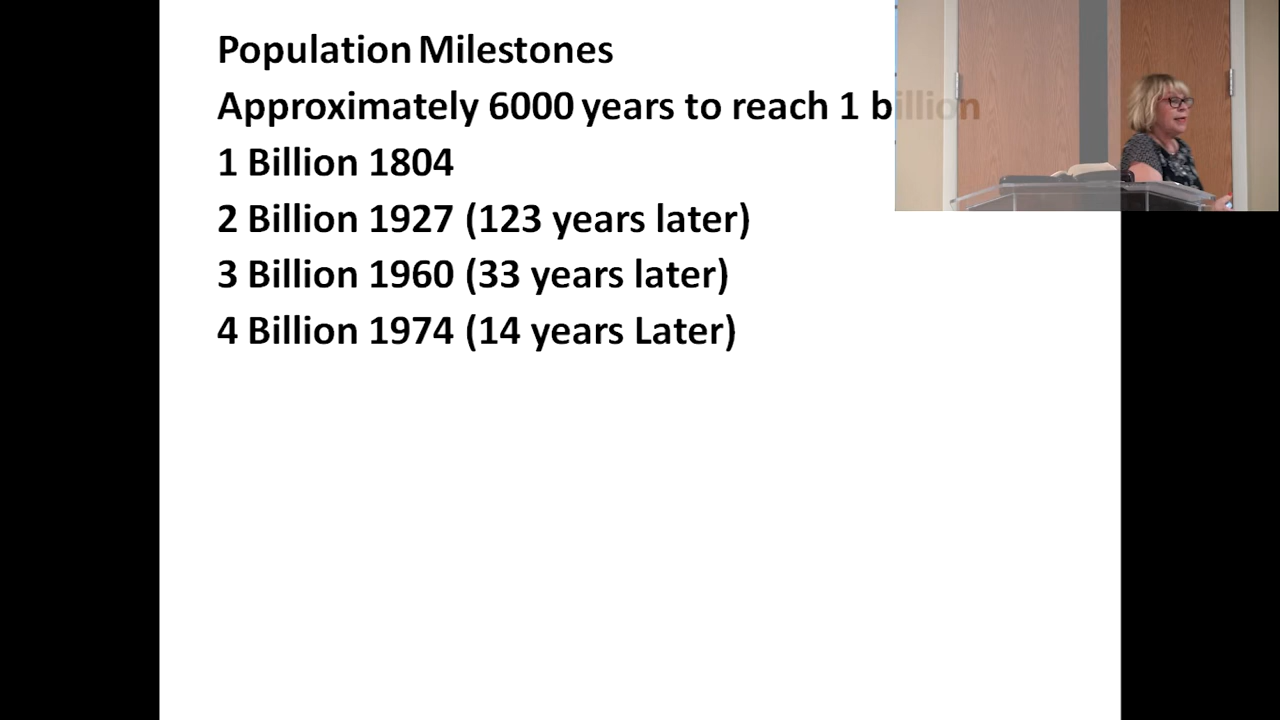 Population Milestones
Approximately 6000 years to reach 1 billion
1 Billion 1804
2 Billion 1927 (123 years later)
3 Billion 1960 (33 years later)
4 Billion 1974 (14 years Later)